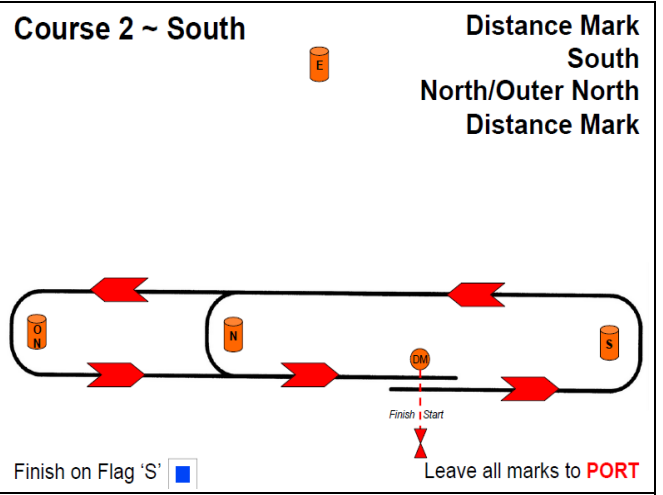 Course 2 ~ South
Distance Mark
South
North/Outer North
Distance Mark
E
O
N
N
S
DM
Finish
Start
Finish on Flag ‘S’
Leave all marks to PORT